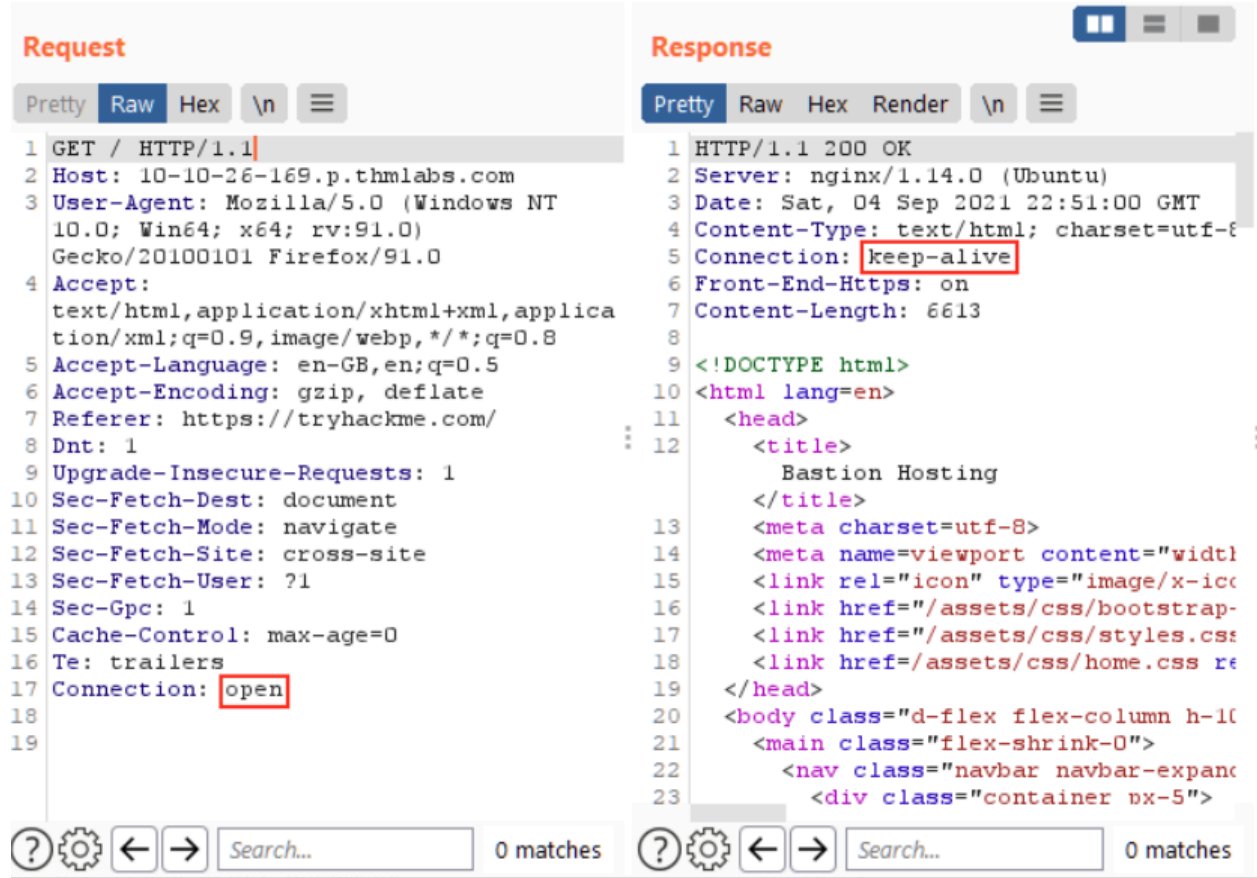 Request
Pretty Raw Hex \n
1 GET / HTTP/1.1
2 Host: 10-10-26-169.p.thmlabs.com
3 User-Agent: Mozilla/5.0 (Windows NT
10.0; Win64; x64; rv:91.0)
Gecko/20100101 Firefox/91.0
4 Accept:
text/html,application/xhtml+xml,applica
tion/xml;q=0.9,image/webp,*/*;q=0.8
5 Accept-Language: en-GB,en;q=0.5
6 Accept-Encoding: gzip, deflate
7 Referer: https://tryhackme.com/
8 Dnt: 1
9 Upgrade-Insecure-Requests: 1
10 Sec-Fetch-Dest: document
11 Sec-Fetch-Mode: navigate
12 Sec-Fetch-Site: cross-site
13 Sec-Fetch-User: ?1
14 Sec-Gpc: 1
15 Cache-Control: max-age=0
16 Te: trailers
17 Connection: open
18
19
? Search... 0 matches
Response
Pretty Raw Hex Render \n
1 HTTP/1.1 200 OK
2 Server: nginx/1.14.0 (Ubuntu)
3 Date: Sat, 04 Sep 2021 22:51:00 GMT
4 Content-Type: text/html; charset=utf-8
5 Connection: keep-alive
6 Front-End-Https: on
7 Content-Length: 6613
8
9 <!DOCTYPE html>
10 <html lang=en>
11 <head>
12 <title>
Bastion Hosting
</title>
13 <meta charset=utf-8>
14 <meta name=viewport content="width
15 <link rel="icon" type="image/x-ico
16 <link href="/assets/css/bootstrap-
17 <link href="/assets/css/styles.css
18 <link href=/assets/css/home.css re
19 </head>
20 <body class="d-flex flex-column h-10
21 <main class="flex-shrink-0">
22 <nav class="navbar navbar-expand
23 <div class="container px-5">
? Search... 0 matches